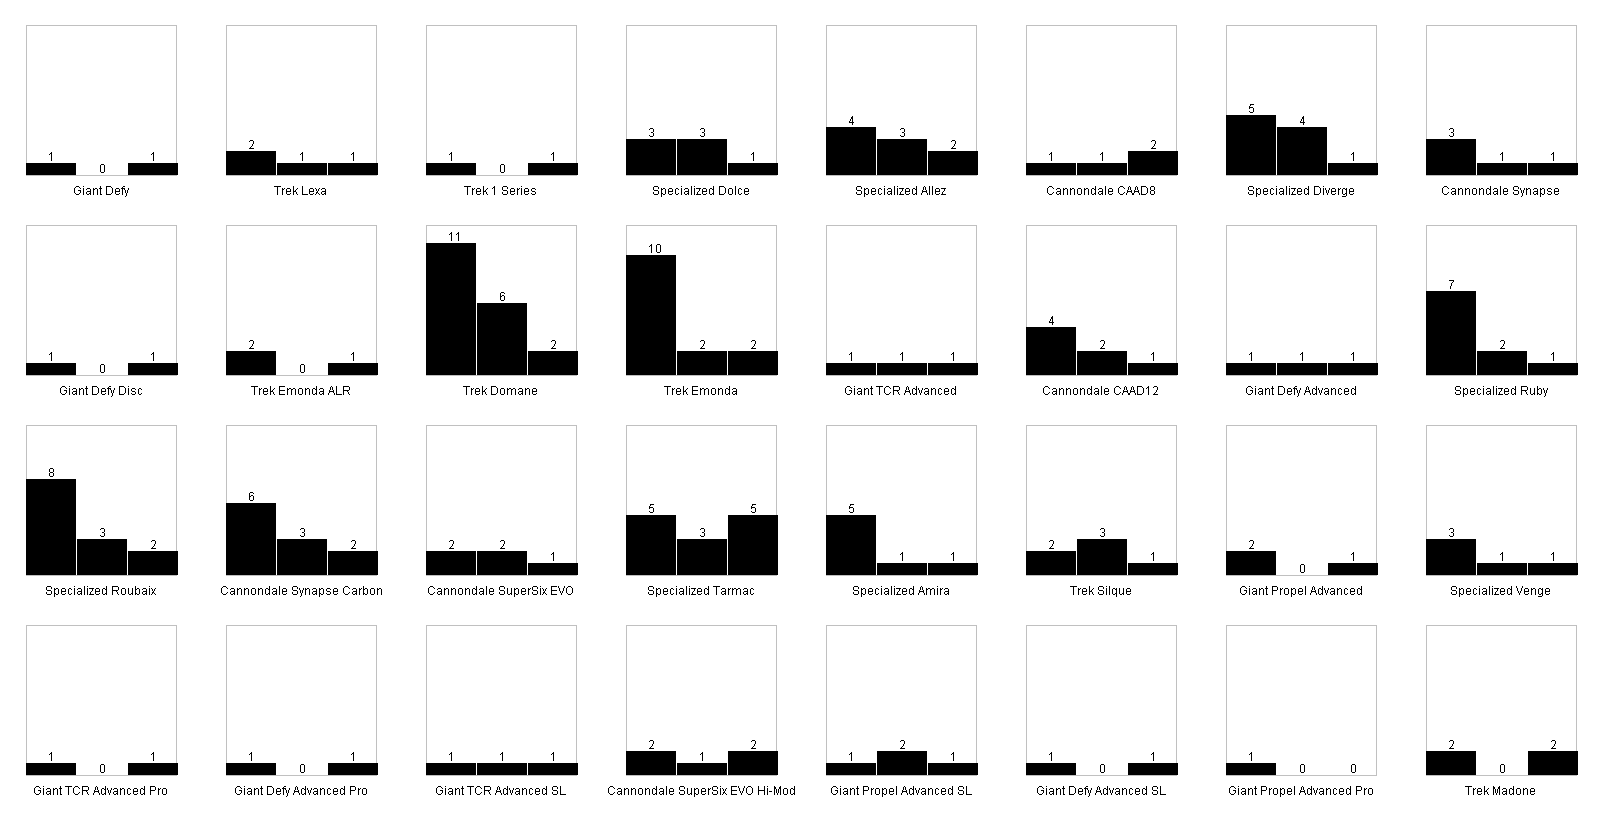 1 0 1
Giant Defy
2 1 1
Trek Lexa
1 0 1
Trek 1 Series
3 3 1
Specialized Dolce
4 3 2
Specialized Allez
1 1 2
Cannondale CAAD8
5 4 1
Specialized Diverge
3 1 1
Cannondale Synapse
1 0 1
Giant Defy Disc
2 0 1
Trek Emonda ALR
11 6 2
Trek Domane
10 2 2
Trek Emonda
1 1 1
Giant TCR Advanced
4 2 1
Cannondale CAAD12
1 1 1
Giant Defy Advanced
7 2 1
Specialized Ruby
8 3 2
Specialized Roubaix
6 3 2
Cannondale Synapse Carbon
2 2 1
Cannondale SuperSix EVO
5 3 5
Specialized Tarmac
5 1 1
Specialized Amira
2 3 1
Trek Silque
2 0 1
Giant Propel Advanced
3 1 1
Specialized Venge
1 0 1
Giant TCR Advanced Pro
1 0 1
Giant Defy Advanced Pro
1 1 1
Giant TCR Advanced SL
2 1 2
Cannondale SuperSix EVO Hi-Mod
1 2 1
Giant Propel Advanced SL
1 0 1
Giant Defy Advanced SL
1 0 0
Giant Propel Advanced Pro
2 0 2
Trek Madone